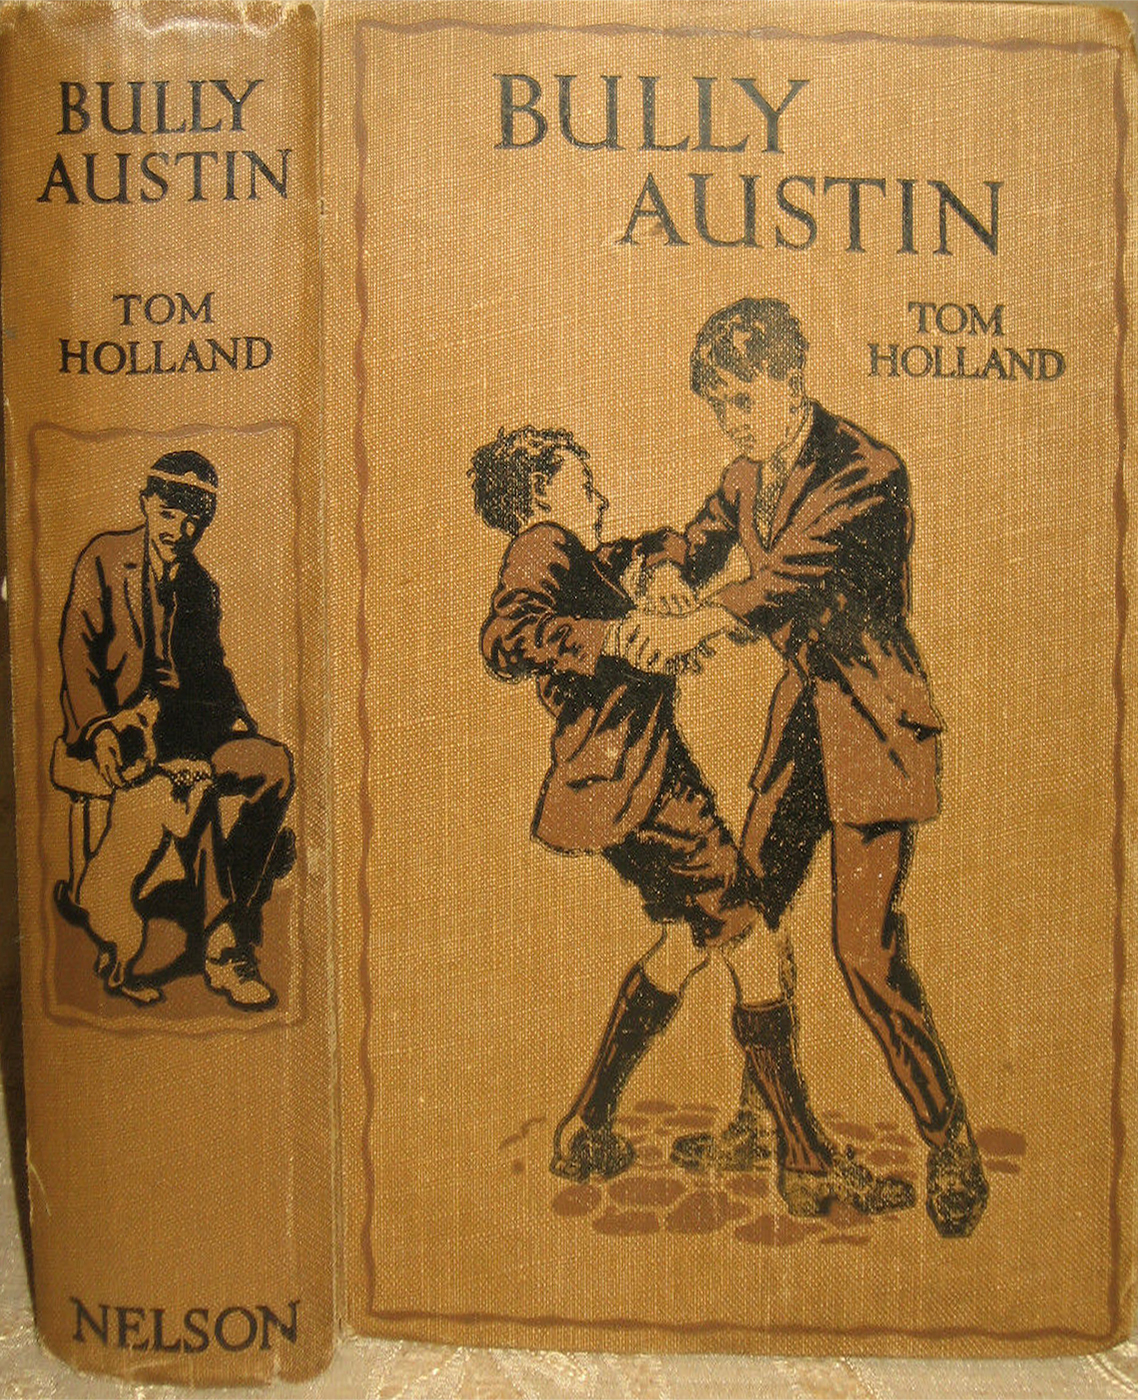 BULLY
AUSTIN
TOM
HOLLAND
NELSON
BULLY
AUSTIN
TOM
HOLLAND